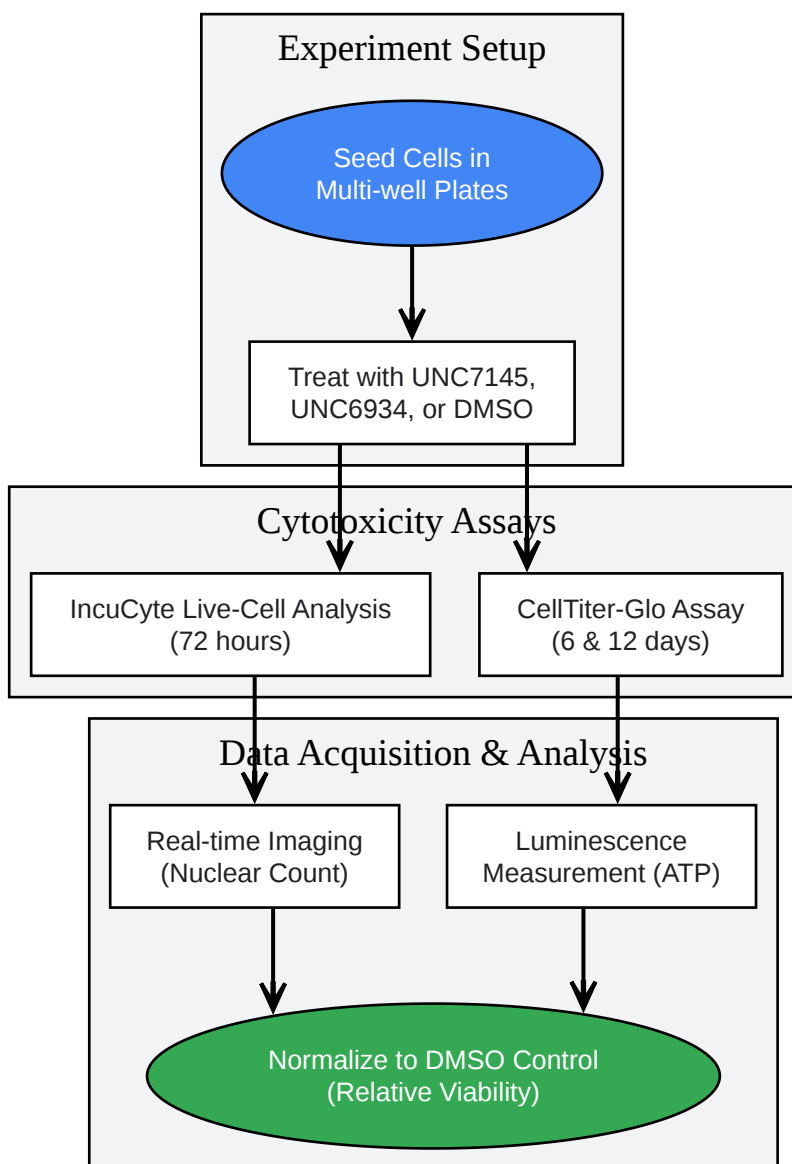 Experiment Setup
Seed Cells in
Multi-well Plates
Treat with UNC7145,
UNC6934, or DMSO
Cytotoxicity Assays
IncuCyte Live-Cell Analysis
(72 hours)
CellTiter-Glo Assay
(6 & 12 days)
Data Acquisition & Analysis
Real-time Imaging
(Nuclear Count)
Luminescence
Measurement (ATP)
Normalize to DMSO Control
(Relative Viability)